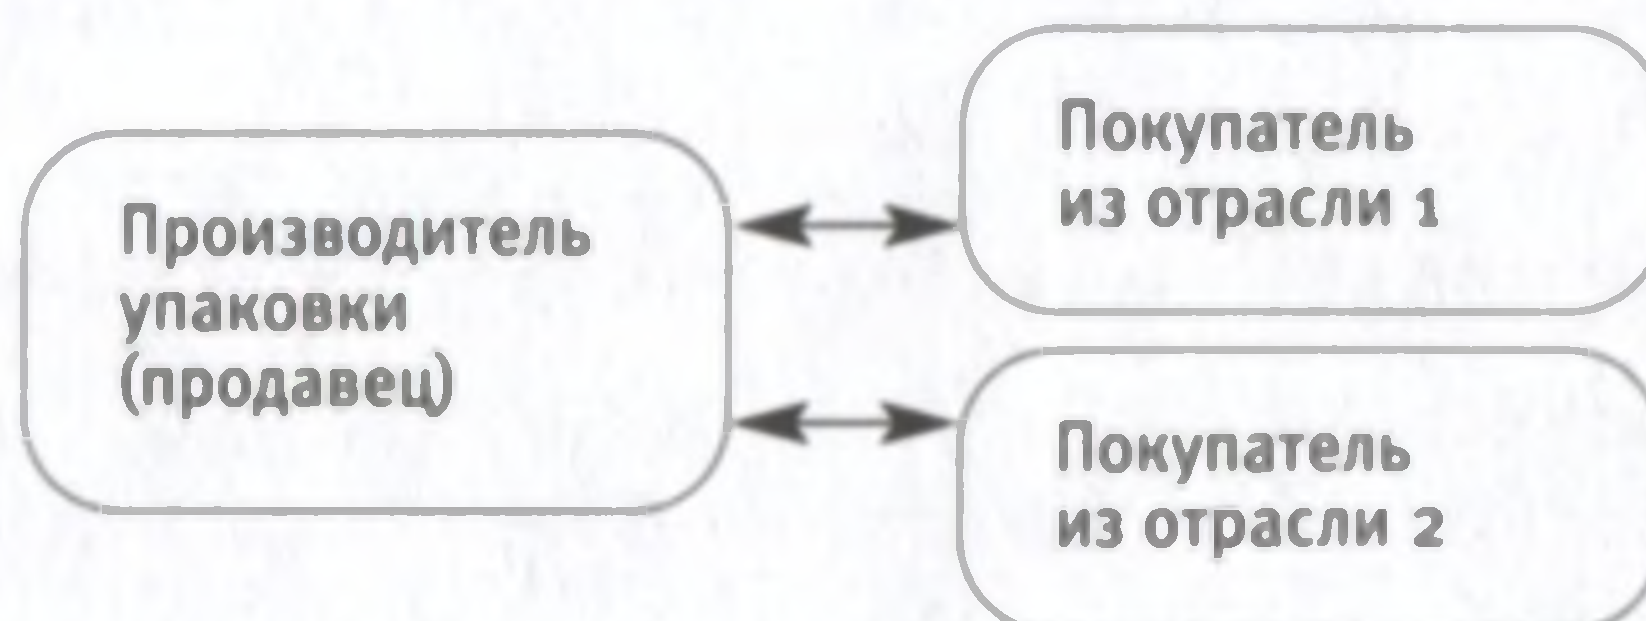 Производитель
упаковки
(продавец)
Покупатель
из отрасли 1
Покупатель
из отрасли 2